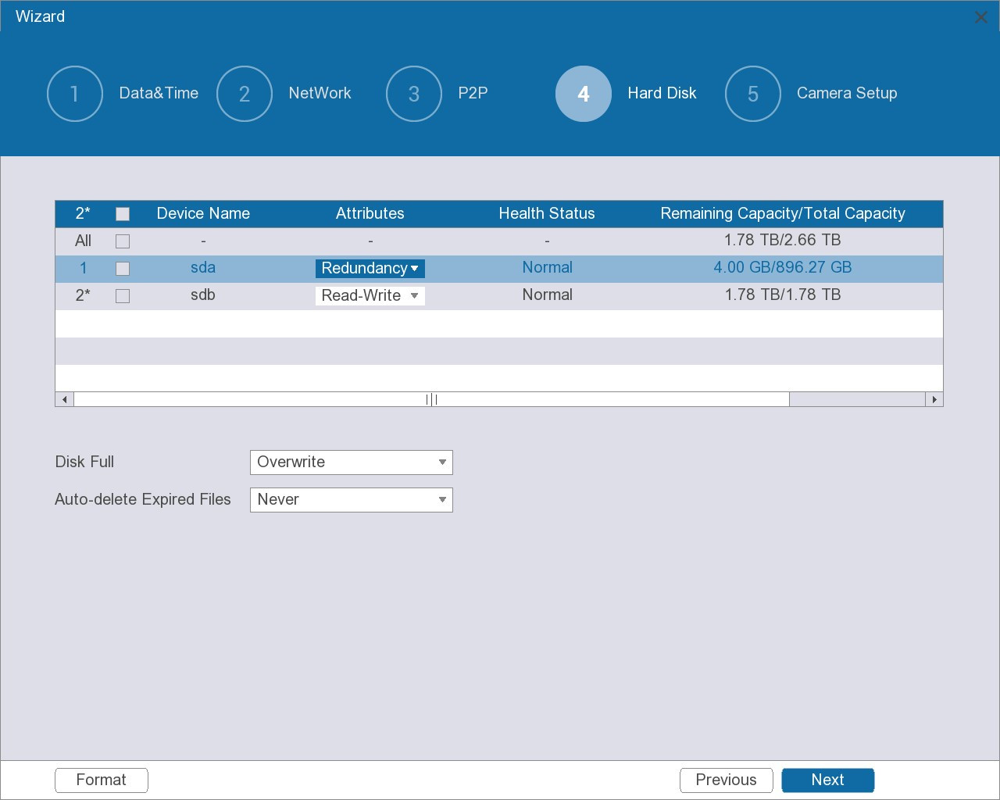 Wizard
1 Data&Time 2 NetWork 3 P2P 4 Hard Disk 5 Camera Setup
2* Device Name Attributes Health Status Remaining Capacity/Total Capacity
All - - - 1.78 TB/2.66 TB
1 sda Redundancy Normal 4.00 GB/896.27 GB
2* sdb Read-Write Normal 1.78 TB/1.78 TB
Disk Full Overwrite
Auto-delete Expired Files Never
Format Previous Next